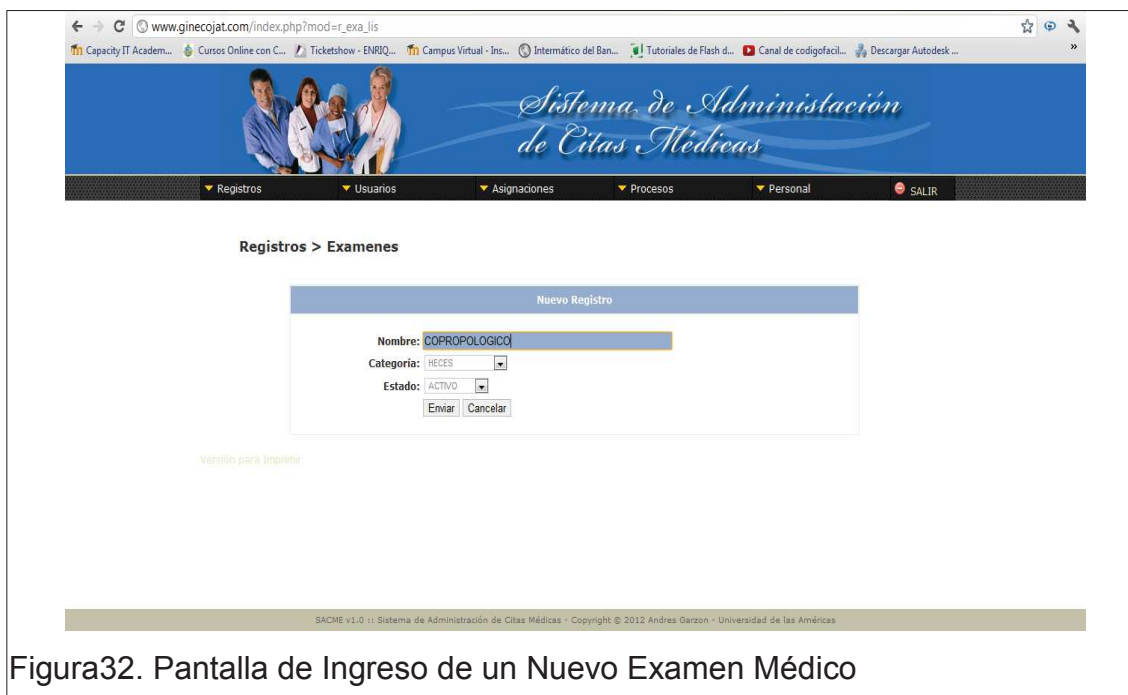 www.ginecojat.com/index.php?mod=r_exa_lis
Capacity IT Academ... Cursos Online con C... Ticketshow - ENRIQ... Campus Virtual - Ins... Intermático del Ban... Tutoriales de Flash d... Canal de codigofacil... Descargar Autodesk ... »
Sistema de Administación
de Citas Médicas
Registros Usuarios Asignaciones Procesos Personal SALIR
Registros > Examenes
Nuevo Registro
Nombre: COPROPOLOGICO
Categoría: HECES
Estado: ACTIVO
Enviar Cancelar
Versión para Imprimir
SACME v1.0 :: Sistema de Administración de Citas Médicas - Copyright © 2012 Andres Garzon - Universidad de las Américas
Figura32. Pantalla de Ingreso de un Nuevo Examen Médico